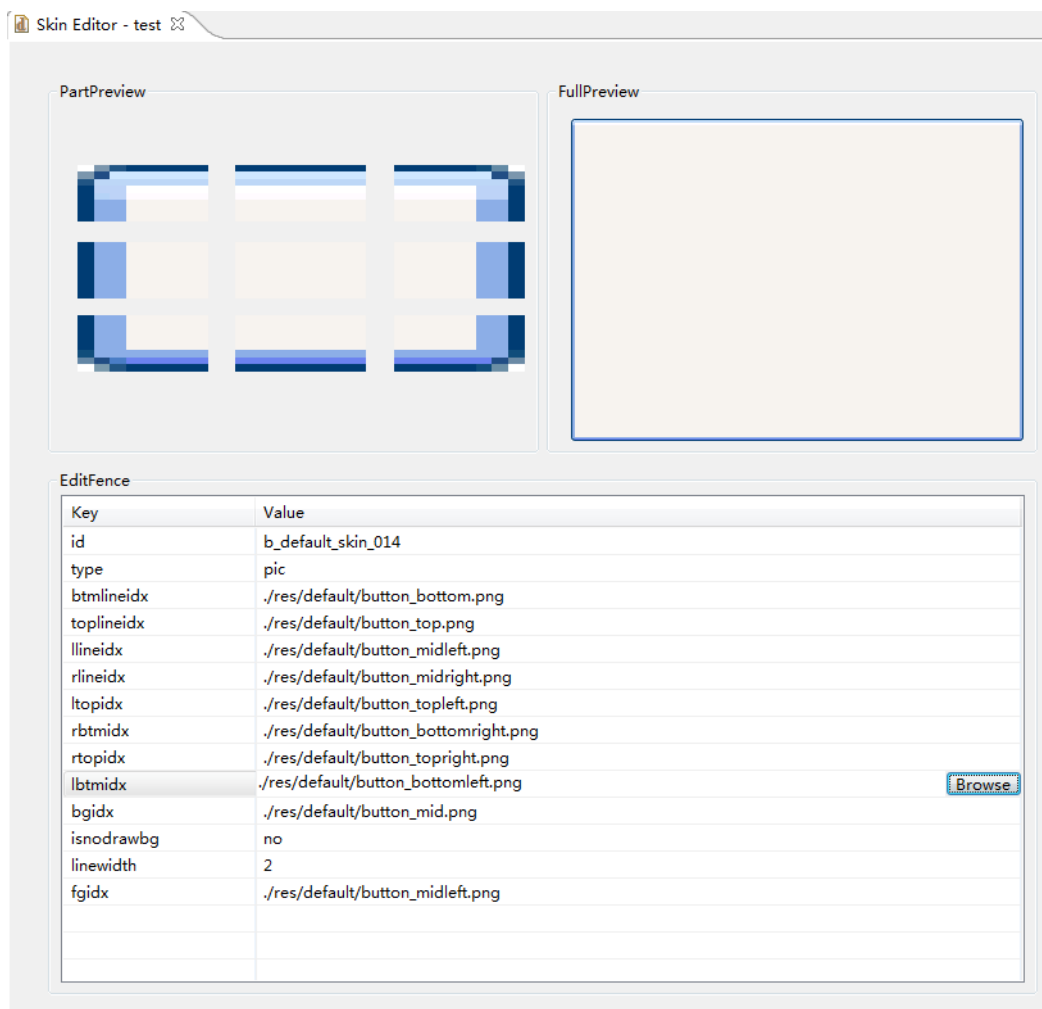 Skin Editor - test
PartPreview
FullPreview
EditFence
Key Value
id b_default_skin_014
type pic
btmlineidx ./res/default/button_bottom.png
toplineidx ./res/default/button_top.png
llineidx ./res/default/button_midleft.png
rlineidx ./res/default/button_midright.png
ltopidx ./res/default/button_topleft.png
rbtmidx ./res/default/button_bottomright.png
rtopidx ./res/default/button_topright.png
lbtmidx ./res/default/button_bottomleft.png Browse
bgidx ./res/default/button_mid.png
isnodrawbg no
linewidth 2
fgidx ./res/default/button_midleft.png